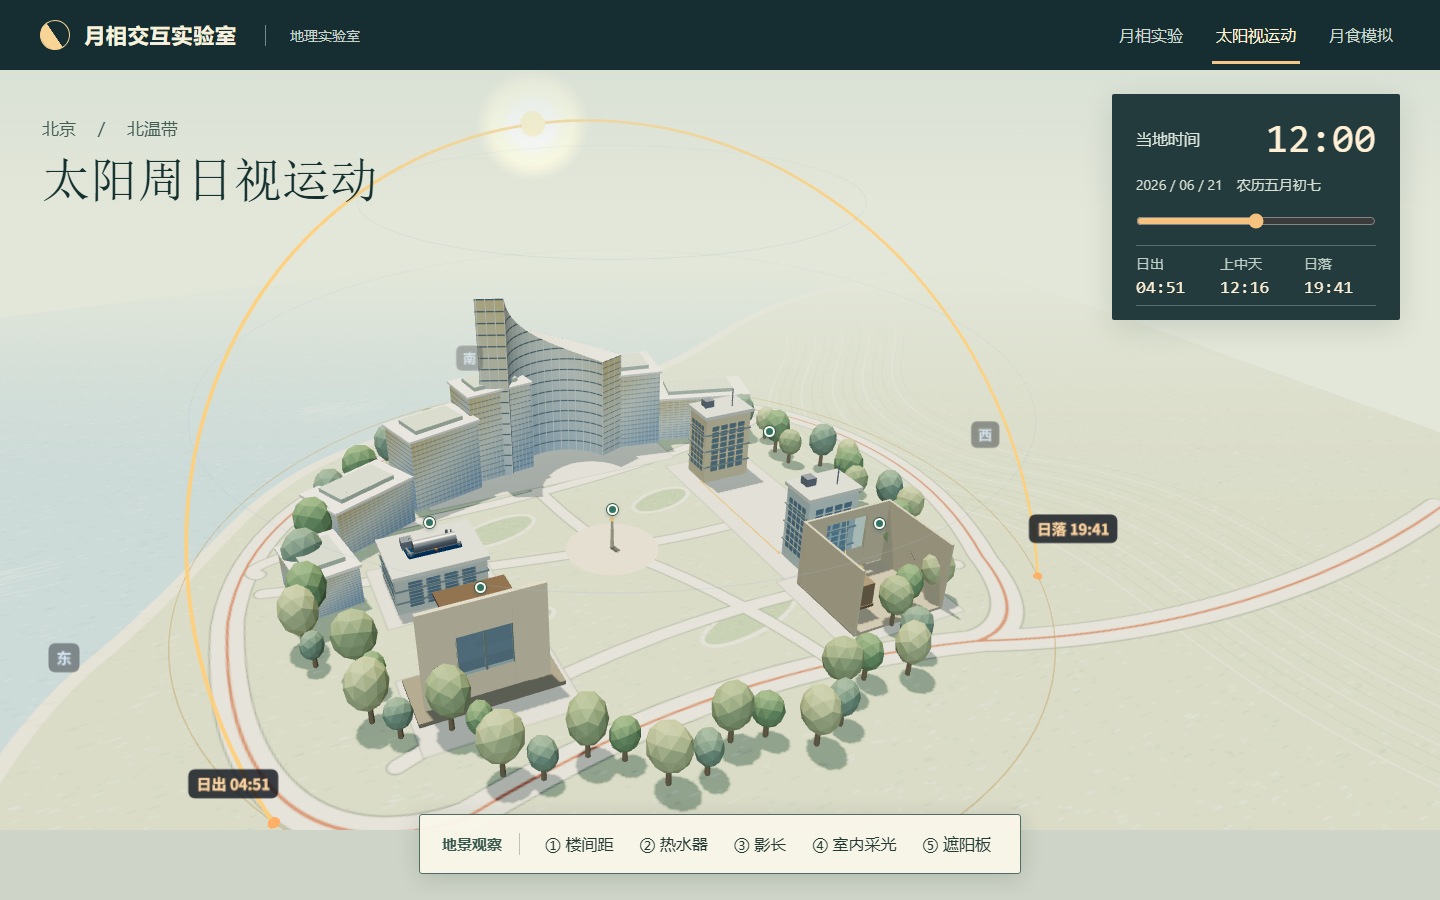 月相交互实验室
地理实验室
月相实验
太阳视运动
月食模拟
北京 / 北温带
太阳周日视运动
当地时间
12:00
2026 / 06 / 21 农历五月初七
日出 上中天 日落
04:51 12:16 19:41
南
西
日落 19:41
东
日出 04:51
地景观察
① 楼间距
② 热水器
③ 影长
④ 室内采光
⑤ 遮阳板